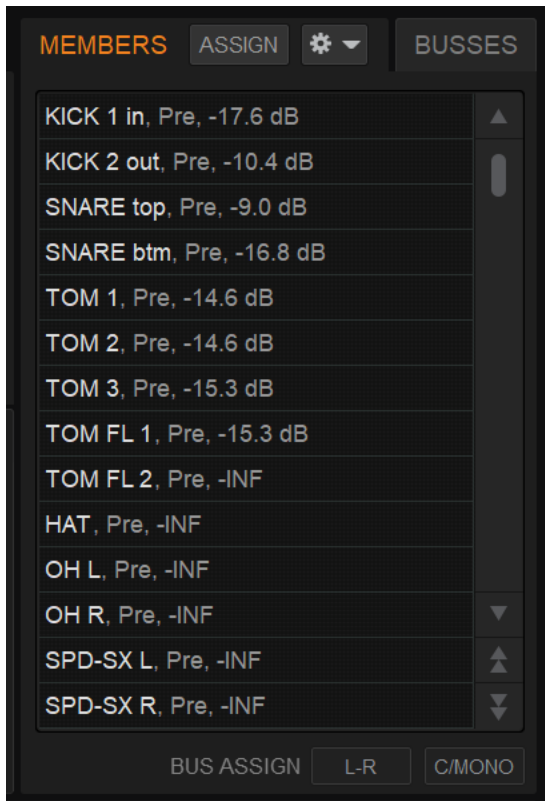 MEMBERS ASSIGN BUSSES
KICK 1 in, Pre, -17.6 dB
KICK 2 out, Pre, -10.4 dB
SNARE top, Pre, -9.0 dB
SNARE btm, Pre, -16.8 dB
TOM 1, Pre, -14.6 dB
TOM 2, Pre, -14.6 dB
TOM 3, Pre, -15.3 dB
TOM FL 1, Pre, -15.3 dB
TOM FL 2, Pre, -INF
HAT, Pre, -INF
OH L, Pre, -INF
OH R, Pre, -INF
SPD-SX L, Pre, -INF
SPD-SX R, Pre, -INF
BUS ASSIGN L-R C/MONO